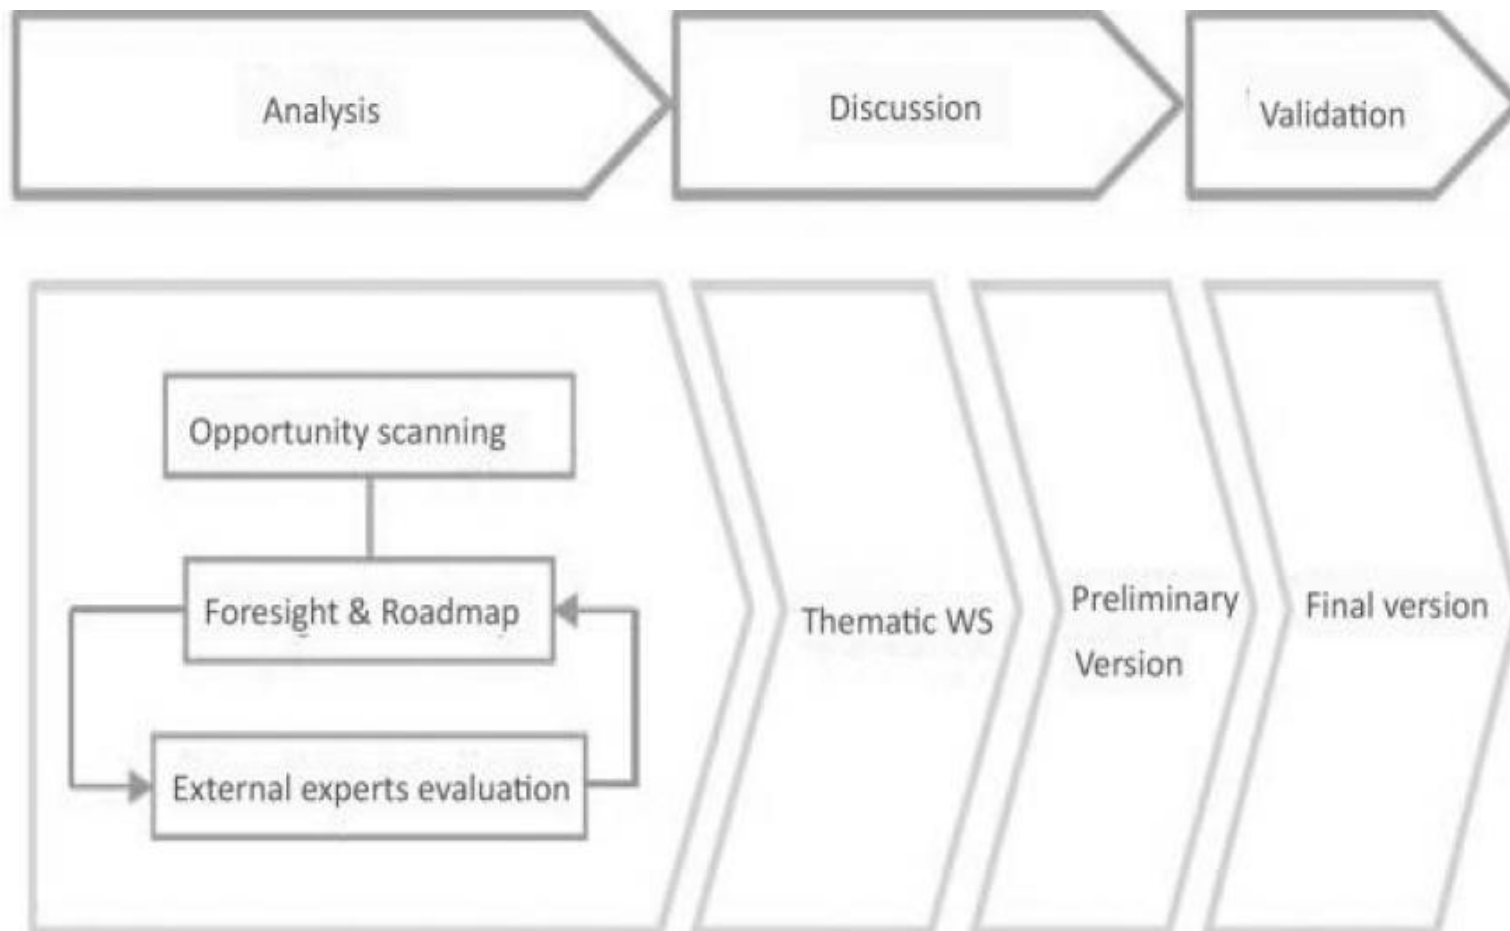 Analysis
Discussion
Validation
Opportunity scanning
Foresight & Roadmap
External experts evaluation
Thematic WS
Preliminary
Version
Final version